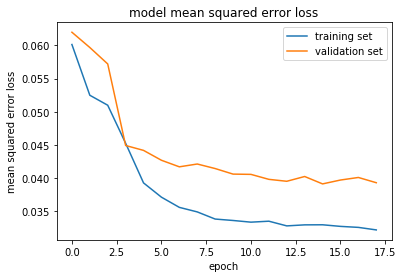 model mean squared error loss
training set
validation set
mean squared error loss
0.060
0.055
0.050
0.045
0.040
0.035
0.0
2.5
5.0
7.5
10.0
12.5
15.0
17.5
epoch